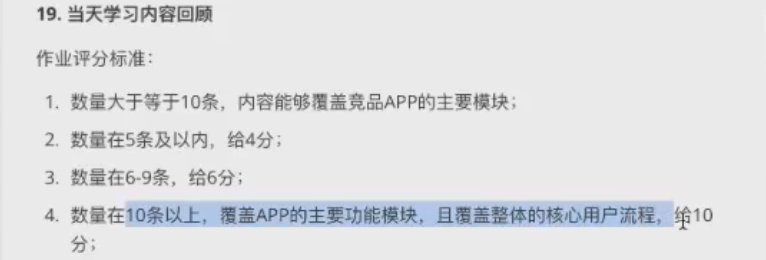 19. 当天学习内容回顾
作业评分标准：
1. 数量大于等于10条，内容能够覆盖竞品APP的主要模块；
2. 数量在5条及以内，给4分；
3. 数量在6-9条，给6分；
4. 数量在10条以上，覆盖APP的主要功能模块，且覆盖整体的核心用户流程，给10
分；